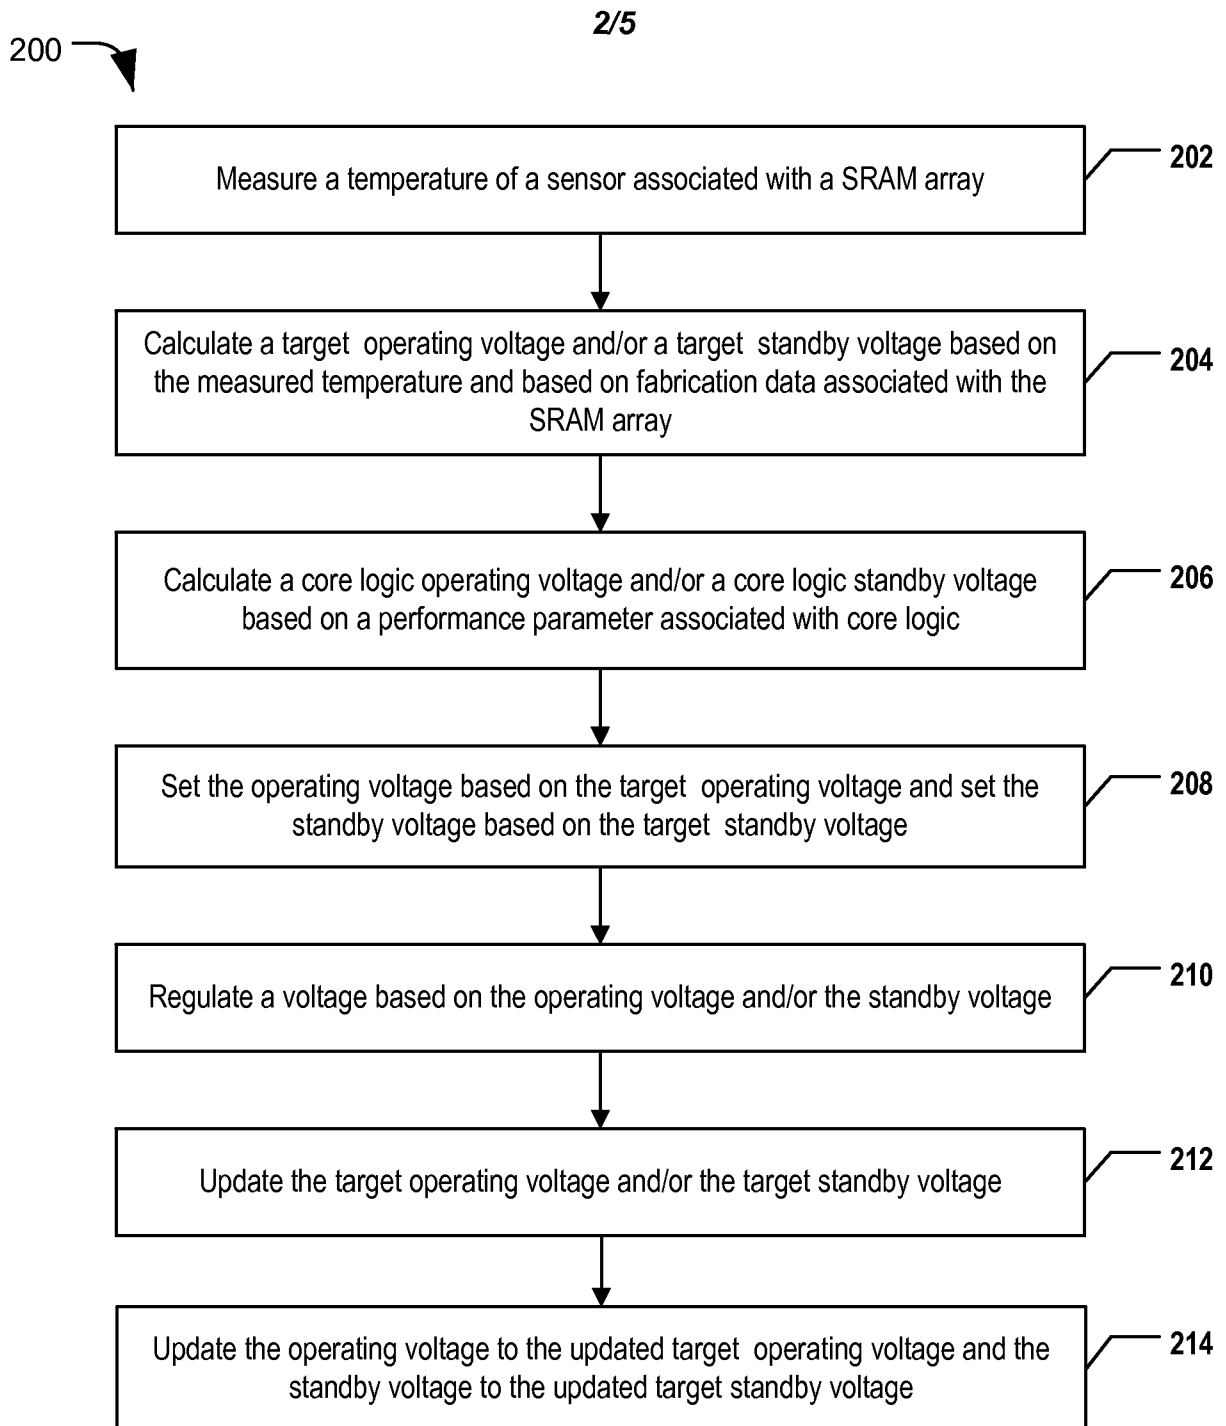 2/5
200
Measure a temperature of a sensor associated with a SRAM array
202
Calculate a target operating voltage and/or a target standby voltage based on
the measured temperature and based on fabrication data associated with the
SRAM array
204
Calculate a core logic operating voltage and/or a core logic standby voltage
based on a performance parameter associated with core logic
206
Set the operating voltage based on the target operating voltage and set the
standby voltage based on the target standby voltage
208
Regulate a voltage based on the operating voltage and/or the standby voltage
210
Update the target operating voltage and/or the target standby voltage
212
Update the operating voltage to the updated target operating voltage and the
standby voltage to the updated target standby voltage
214